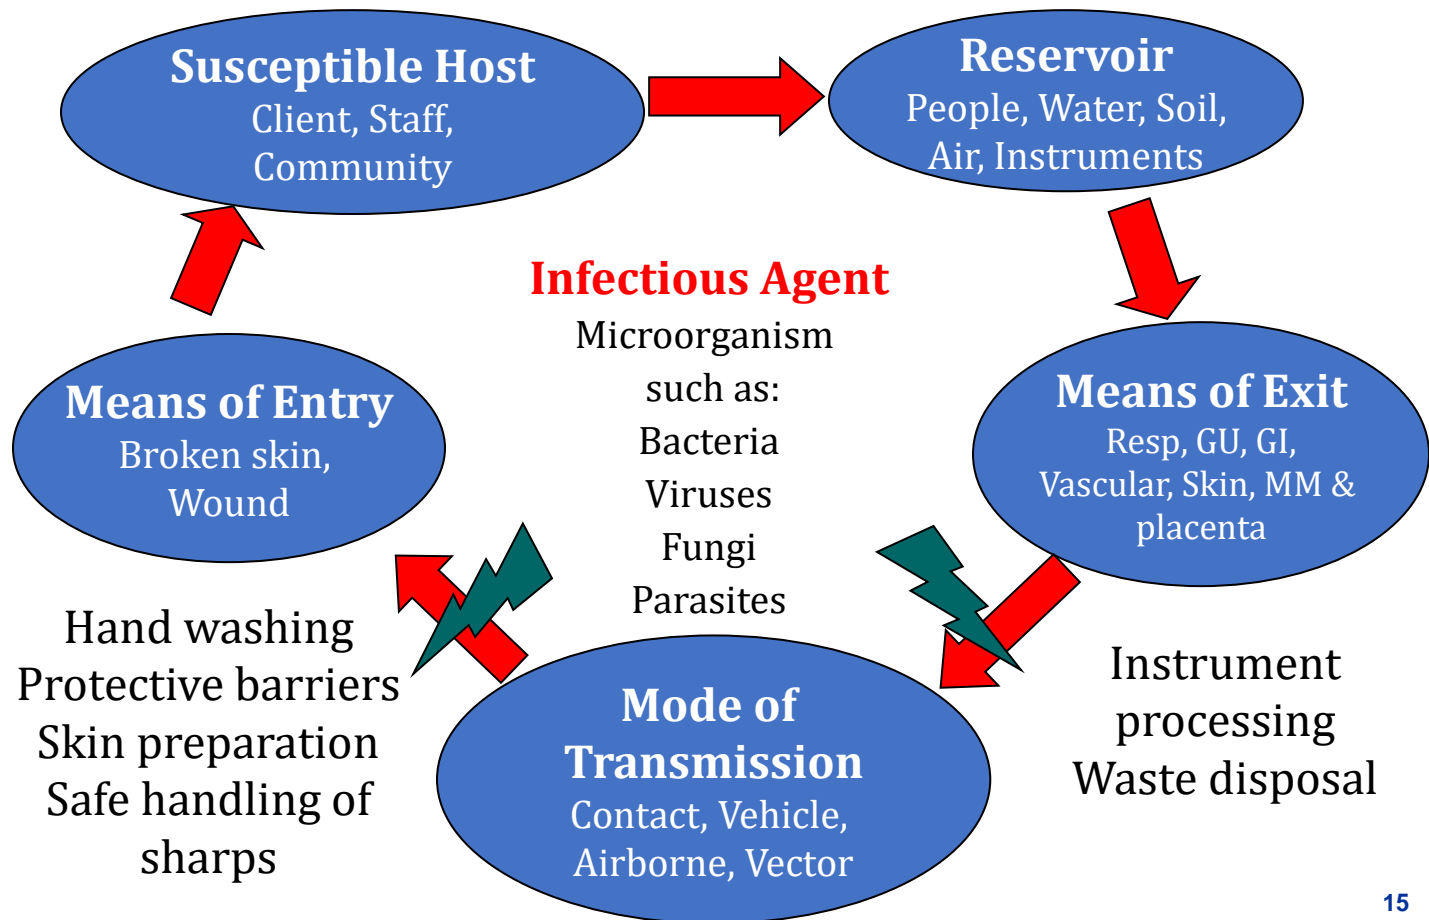 Susceptible Host
Client, Staff,
Community
Reservoir
People, Water, Soil,
Air, Instruments
Means of Exit
Resp, GU, GI,
Vascular, Skin, MM &
placenta
Instrument
processing
Waste disposal
Mode of
Transmission
Contact, Vehicle,
Airborne, Vector
Hand washing
Protective barriers
Skin preparation
Safe handling of
sharps
Means of Entry
Broken skin,
Wound
Infectious Agent
Microorganism
such as:
Bacteria
Viruses
Fungi
Parasites
15